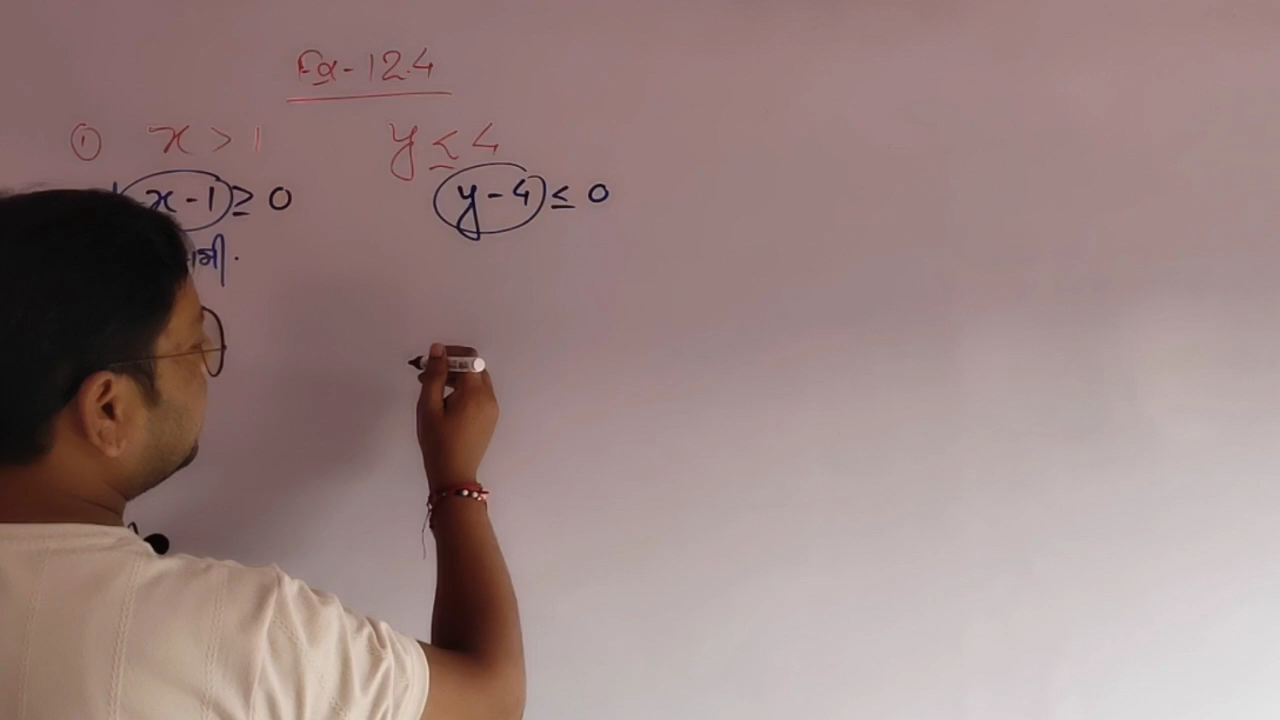 Ex-12.4
① x > 1 y ≤ 4
x-1 ≥ 0 y-4 ≤ 0